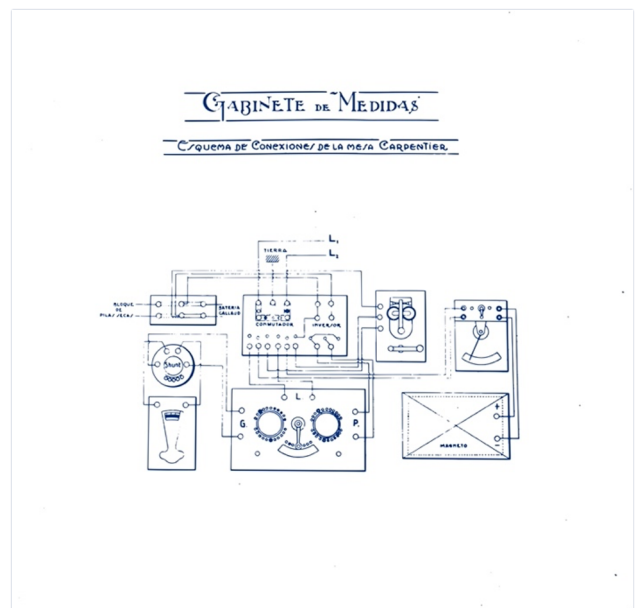 GABINETE DE MEDIDAS
ESQUEMA DE CONEXIONES DE LA MESA CARPENTIER
L1
TIERRA
L2
BLOQUE
DE
PILAS SECAS
BATERIA
CALLAJO
CONMUTADOR
INVERSOR
Shunt
L.
G.
P.
+
MAGNETO
-